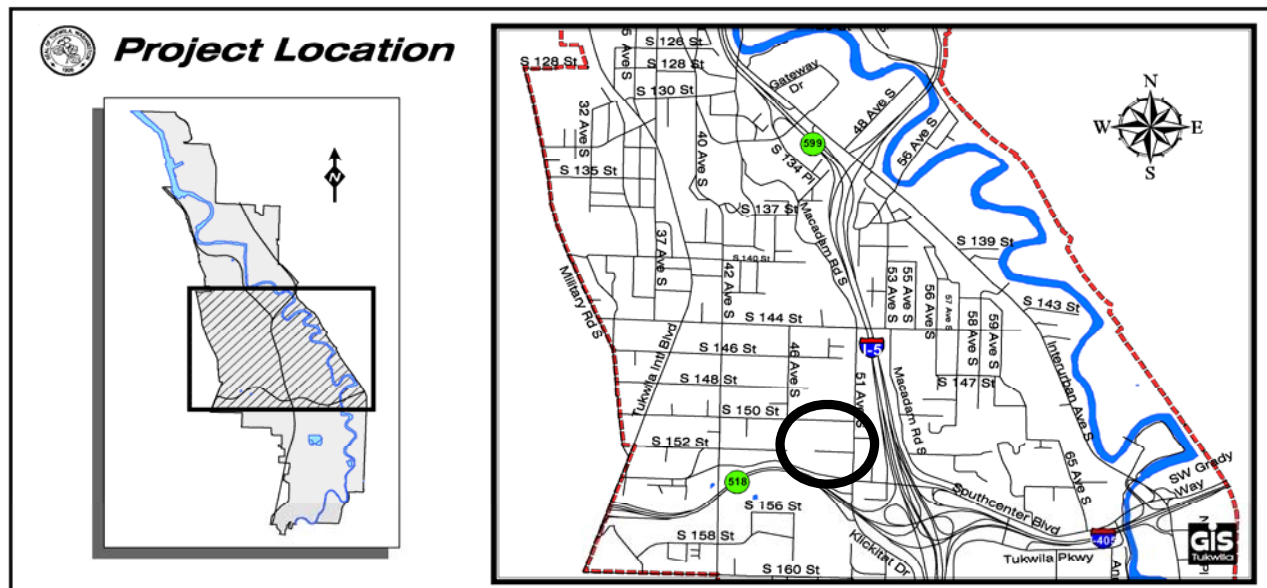 Project Location
N
N
W E
S
S 126 St
5 Ave S
S 128 St
S 128 St
Gateway
Dr
S 130 St
32 Ave S
48 Ave S
40 Ave S
599
56 Ave S
S 134 Pl
S 135 St
Macadam Rd S
S 137 St
37 Ave S
S 139 St
S 140 St
Military Rd S
42 Ave S
53 Ave S
55 Ave S
56 Ave S
57 Ave S
58 Ave S
59 Ave S
S 143 St
Tukwila Intl Blvd
S 144 St
I-5
Interurban Ave S
S 146 St
46 Ave S
51 Ave S
Macadam Rd S
S 147 St
S 148 St
S 150 St
S 152 St
65 Ave S
SW Grady
Way
518
Southcenter Blvd
S 156 St
S 158 St
Klickitat Dr
I-405
Tukwila Pkwy
S 160 St
GIS
Tukwila